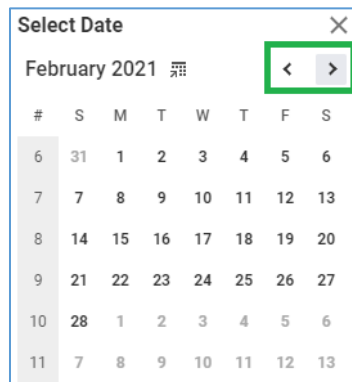 Select Date
February 2021
# S M T W T F S
6 31 1 2 3 4 5 6
7 7 8 9 10 11 12 13
8 14 15 16 17 18 19 20
9 21 22 23 24 25 26 27
10 28 1 2 3 4 5 6
11 7 8 9 10 11 12 13